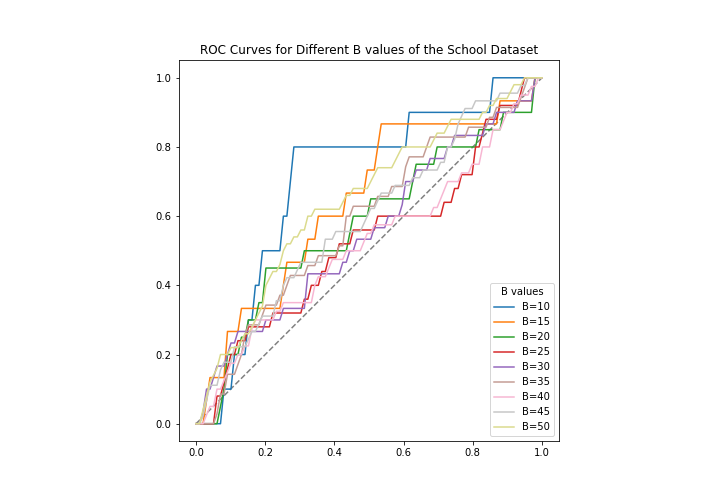 ROC Curves for Different B values of the School Dataset
1.0
0.8
0.6
0.4
0.2
0.0
0.0 0.2 0.4 0.6 0.8 1.0
B values
B=10
B=15
B=20
B=25
B=30
B=35
B=40
B=45
B=50